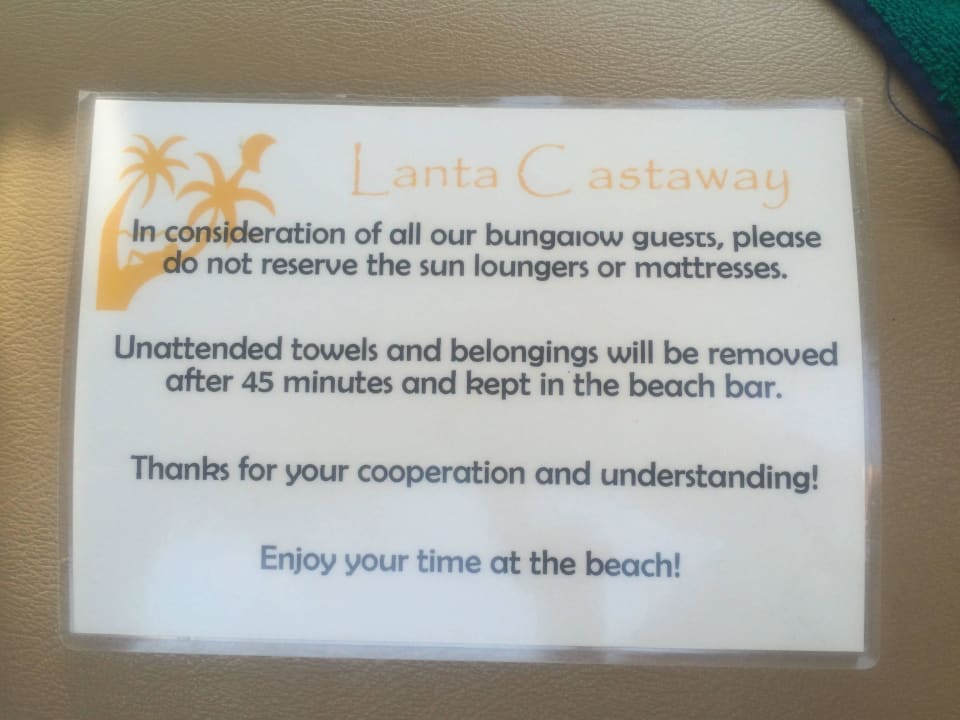 Lanta Castaway
In consideration of all our bungalow guests, please
do not reserve the sun loungers or mattresses.
Unattended towels and belongings will be removed
after 45 minutes and kept in the beach bar.
Thanks for your cooperation and understanding!
Enjoy your time at the beach!